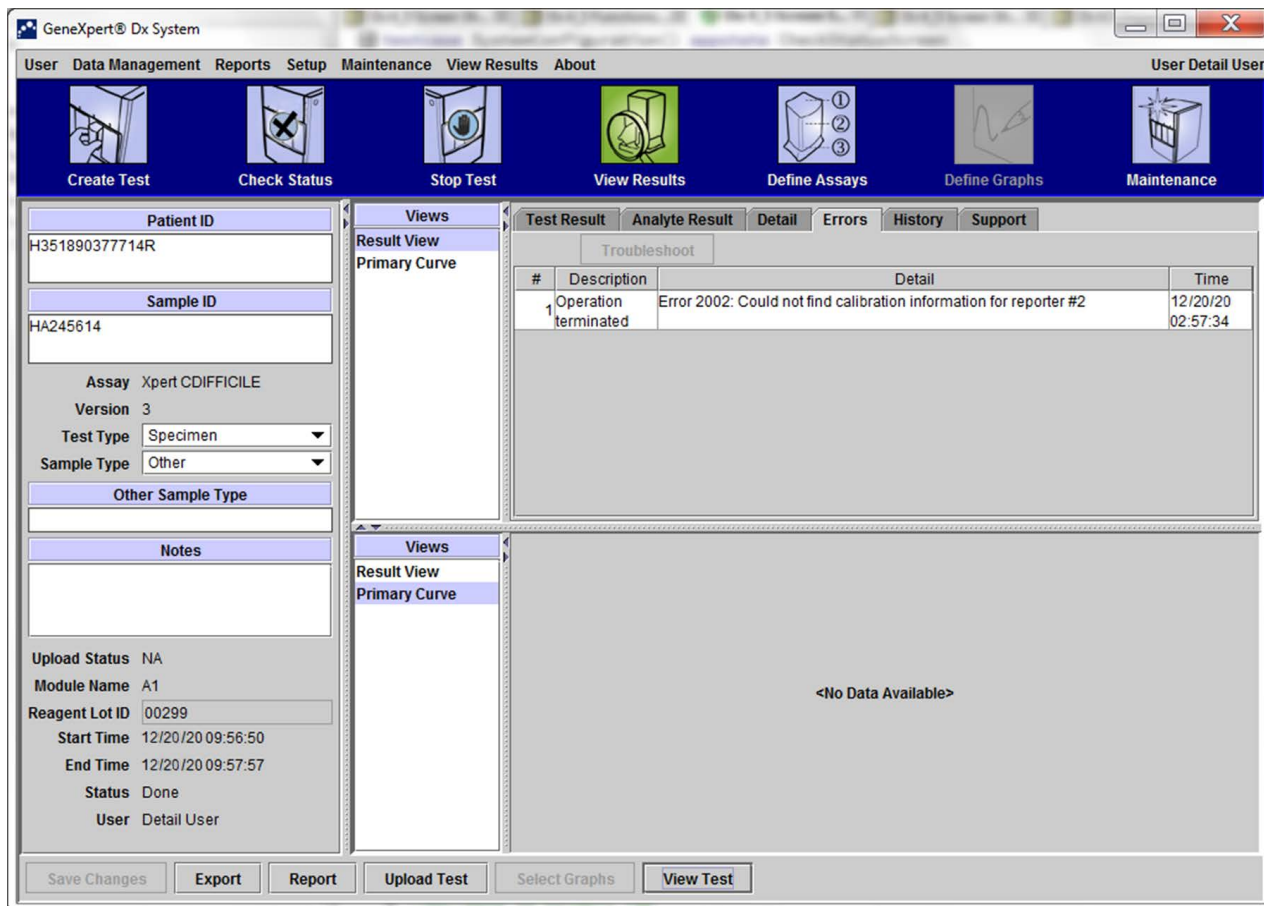 GeneXpert® Dx System
User Data Management Reports Setup Maintenance View Results About User Detail User
Create Test Check Status Stop Test View Results Define Assays Define Graphs Maintenance
Patient ID
H351890377714R
Sample ID
HA245614
Assay Xpert CDIFFICILE
Version 3
Test Type Specimen
Sample Type Other
Other Sample Type
Notes
Upload Status NA
Module Name A1
Reagent Lot ID 00299
Start Time 12/20/20 09:56:50
End Time 12/20/20 09:57:57
Status Done
User Detail User
Views
Result View
Primary Curve
Test Result Analyte Result Detail Errors History Support
Troubleshoot
# Description Detail Time
1 Operation terminated Error 2002: Could not find calibration information for reporter #2 12/20/20 02:57:34
Views
Result View
Primary Curve
<No Data Available>
Save Changes Export Report Upload Test Select Graphs View Test